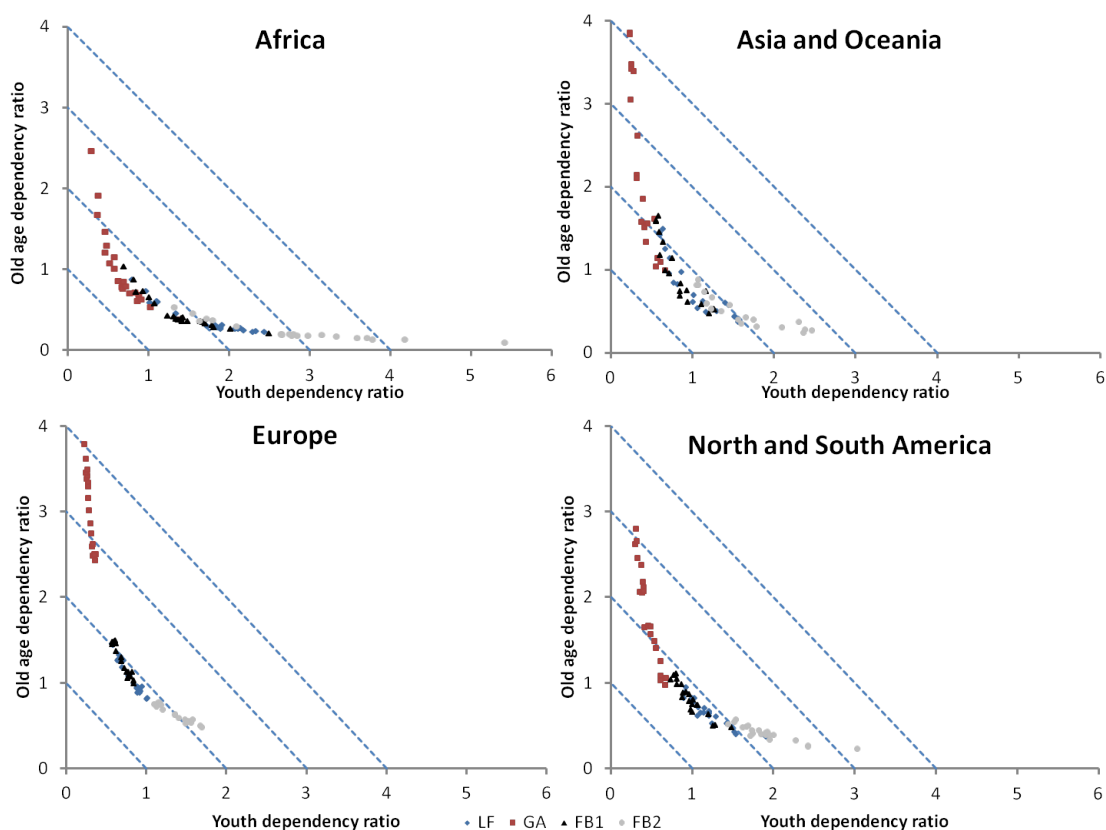 Africa
Old age dependency ratio
4
3
2
1
0
0 1 2 3 4 5 6
Youth dependency ratio
Asia and Oceania
Old age dependency ratio
4
3
2
1
0
0 1 2 3 4 5 6
Youth dependency ratio
Europe
Old age dependency ratio
4
3
2
1
0
0 1 2 3 4 5 6
Youth dependency ratio
North and South America
Old age dependency ratio
4
3
2
1
0
0 1 2 3 4 5 6
Youth dependency ratio
LF GA FB1 FB2